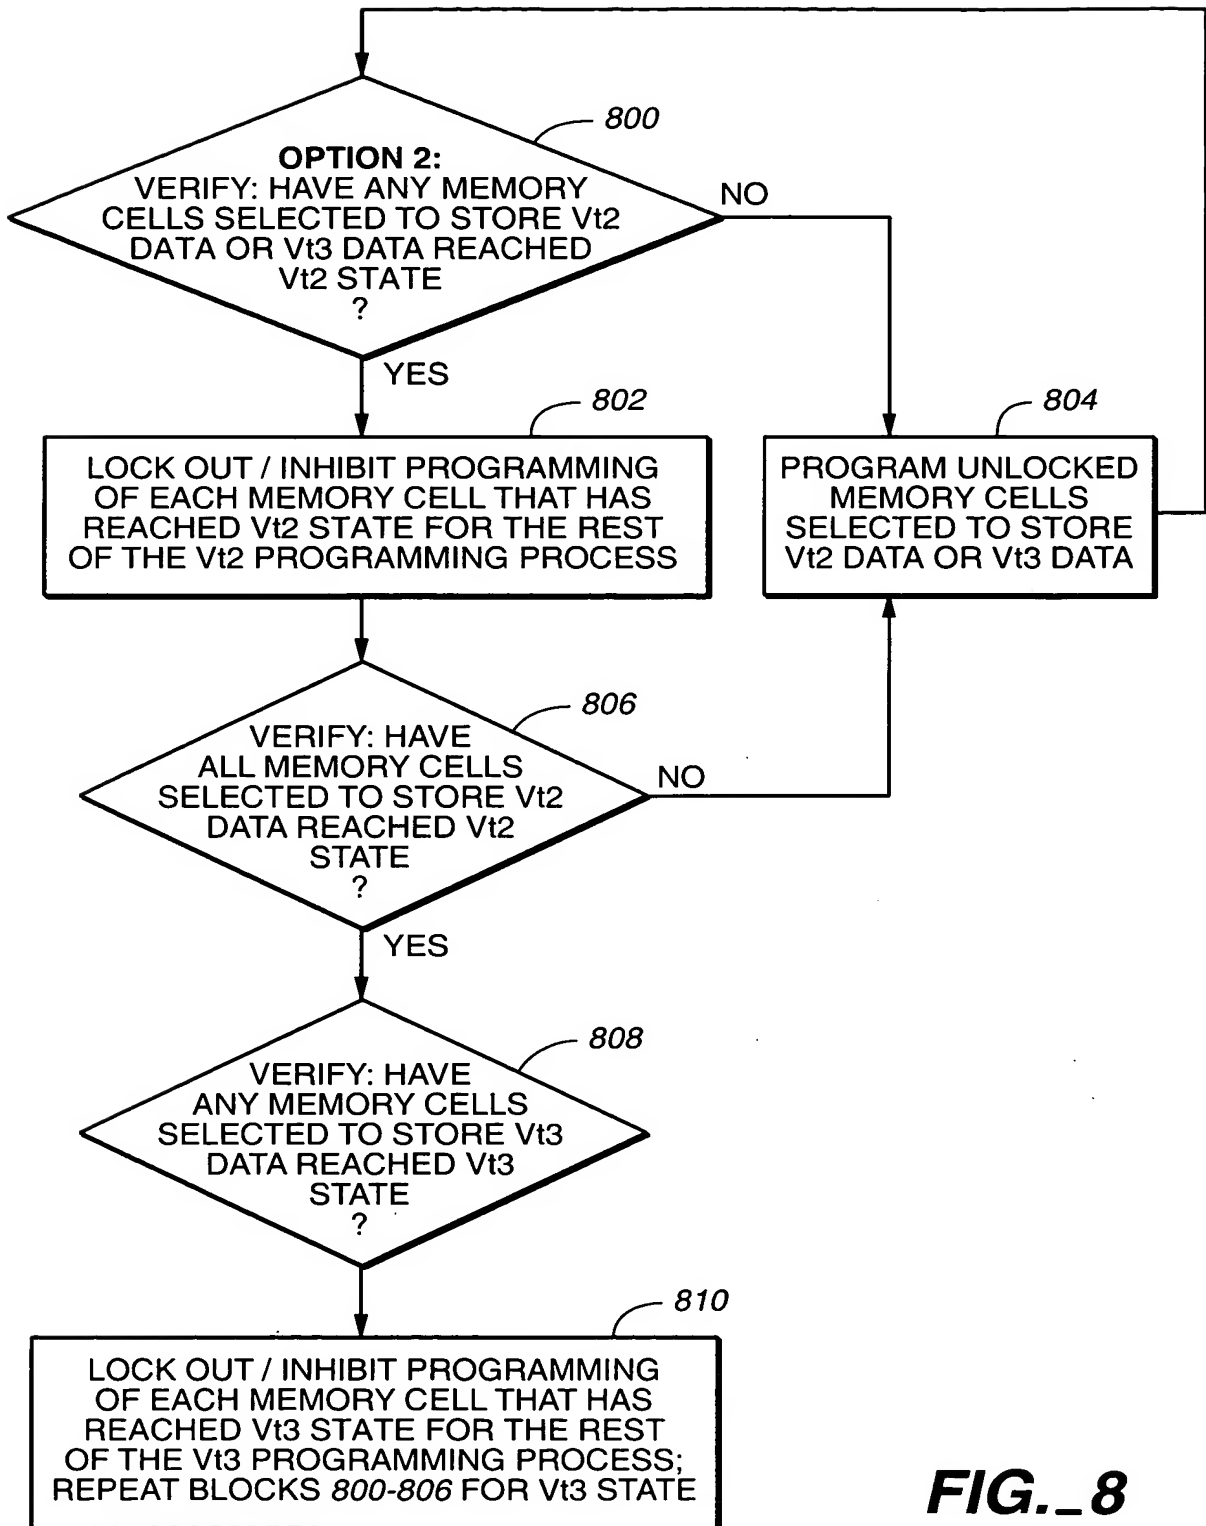 800
OPTION 2:
VERIFY: HAVE ANY MEMORY
CELLS SELECTED TO STORE Vt2
DATA OR Vt3 DATA REACHED
Vt2 STATE
?
NO
YES
802
LOCK OUT / INHIBIT PROGRAMMING
OF EACH MEMORY CELL THAT HAS
REACHED Vt2 STATE FOR THE REST
OF THE Vt2 PROGRAMMING PROCESS
804
PROGRAM UNLOCKED
MEMORY CELLS
SELECTED TO STORE
Vt2 DATA OR Vt3 DATA
806
VERIFY: HAVE
ALL MEMORY CELLS
SELECTED TO STORE Vt2
DATA REACHED Vt2
STATE
?
NO
YES
808
VERIFY: HAVE
ANY MEMORY CELLS
SELECTED TO STORE Vt3
DATA REACHED Vt3
STATE
?
810
LOCK OUT / INHIBIT PROGRAMMING
OF EACH MEMORY CELL THAT HAS
REACHED Vt3 STATE FOR THE REST
OF THE Vt3 PROGRAMMING PROCESS;
REPEAT BLOCKS 800-806 FOR Vt3 STATE
FIG._8